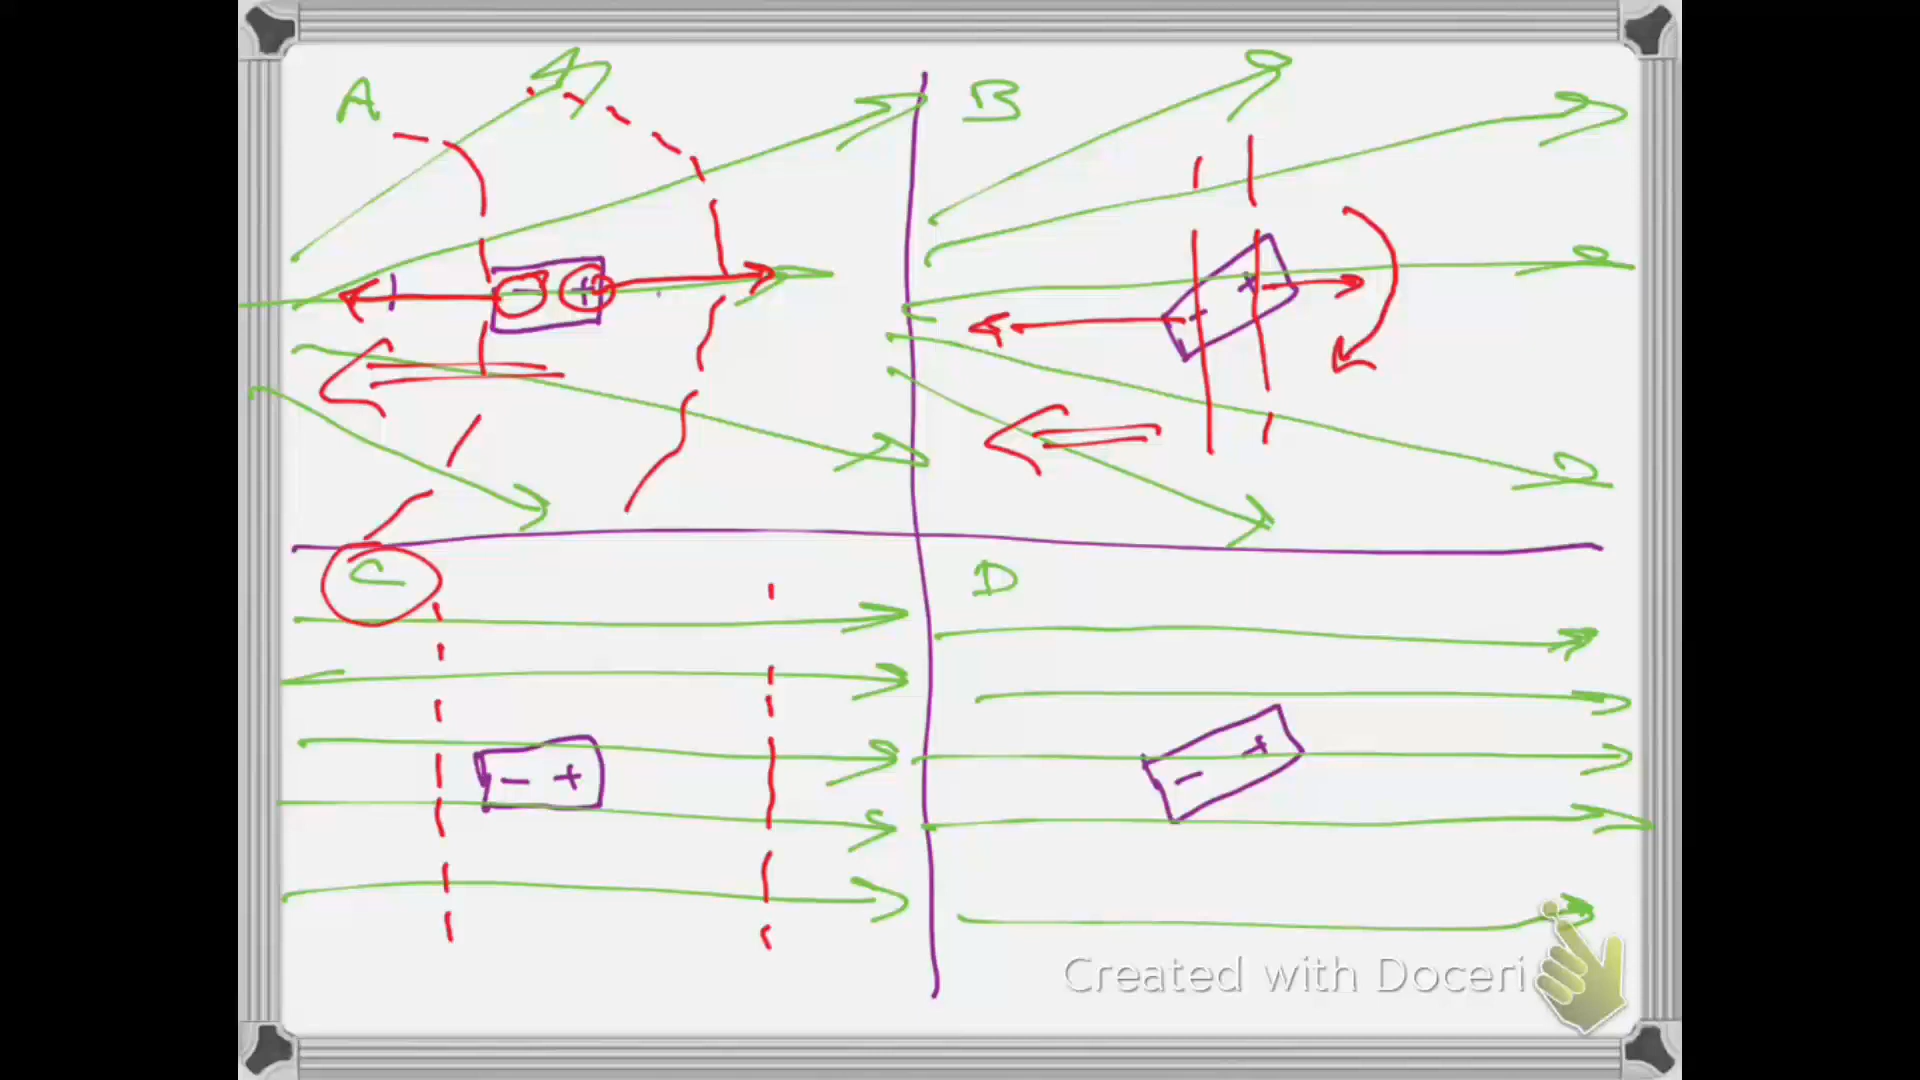 A
B
- +
- +
C
D
- +
- +
Created with Doceri